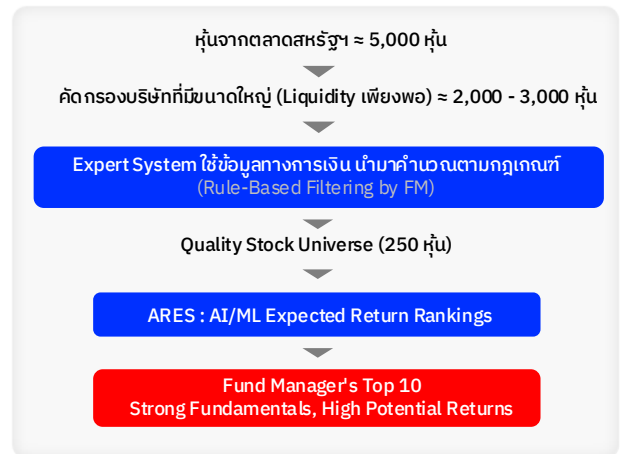 หุ้นจากตลาดสหรัฐฯ ≈ 5,000 หุ้น
คัดกรองบริษัทที่มีขนาดใหญ่ (Liquidity เพียงพอ) ≈ 2,000 - 3,000 หุ้น
Expert System ใช้ข้อมูลทางการเงิน นำมาคำนวณตามกฎเกณฑ์
(Rule-Based Filtering by FM)
Quality Stock Universe (250 หุ้น)
ARES : AI/ML Expected Return Rankings
Fund Manager's Top 10
Strong Fundamentals, High Potential Returns